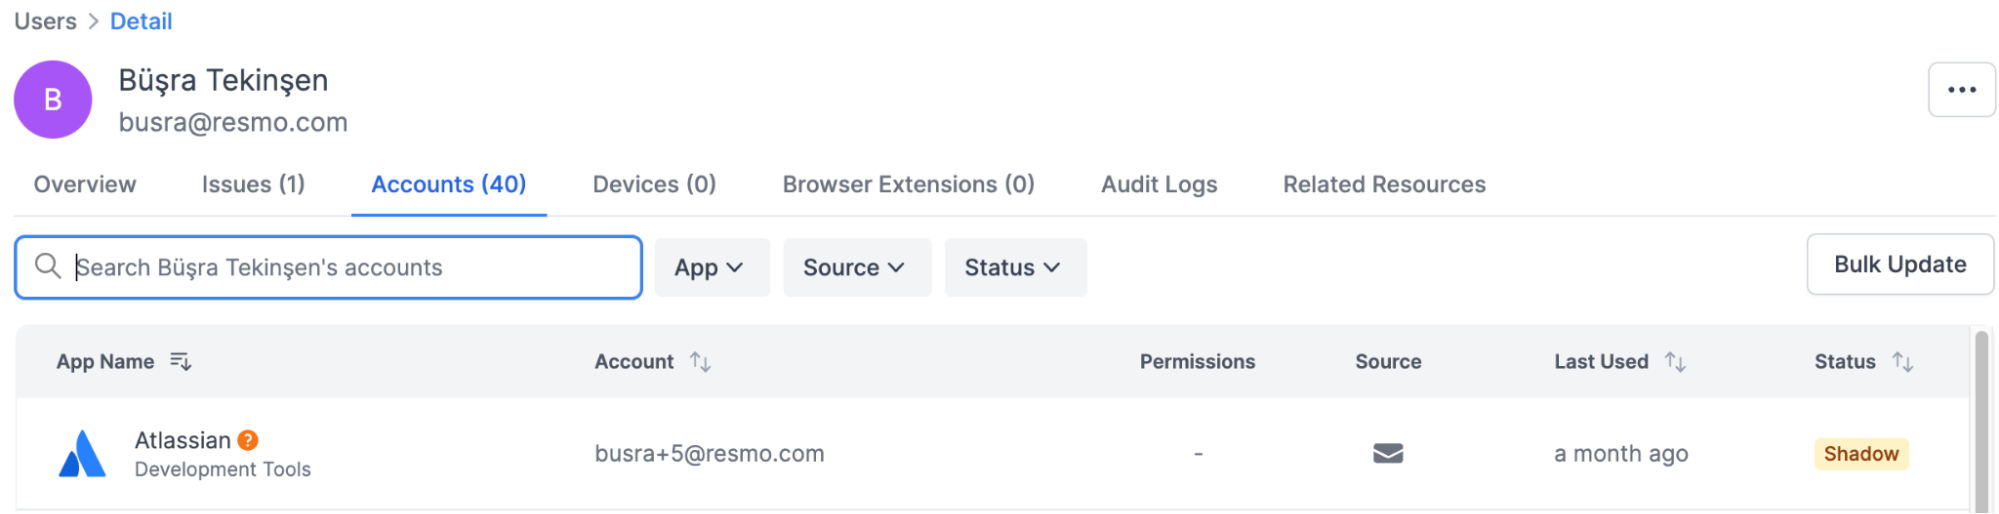 Users > Detail
B
Büşra Tekinşen
busra@resmo.com
Overview Issues (1) Accounts (40) Devices (0) Browser Extensions (0) Audit Logs Related Resources
Search Büşra Tekinşen's accounts App Source Status Bulk Update
App Name Account Permissions Source Last Used Status
Atlassian ?
Development Tools
busra+5@resmo.com - a month ago Shadow